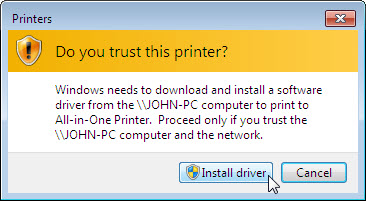 Printers
Do you trust this printer?
Windows needs to download and install a software
driver from the \\JOHN-PC computer to print to
All-in-One Printer.  Proceed only if you trust the
\\JOHN-PC computer and the network.
Install driver
Cancel